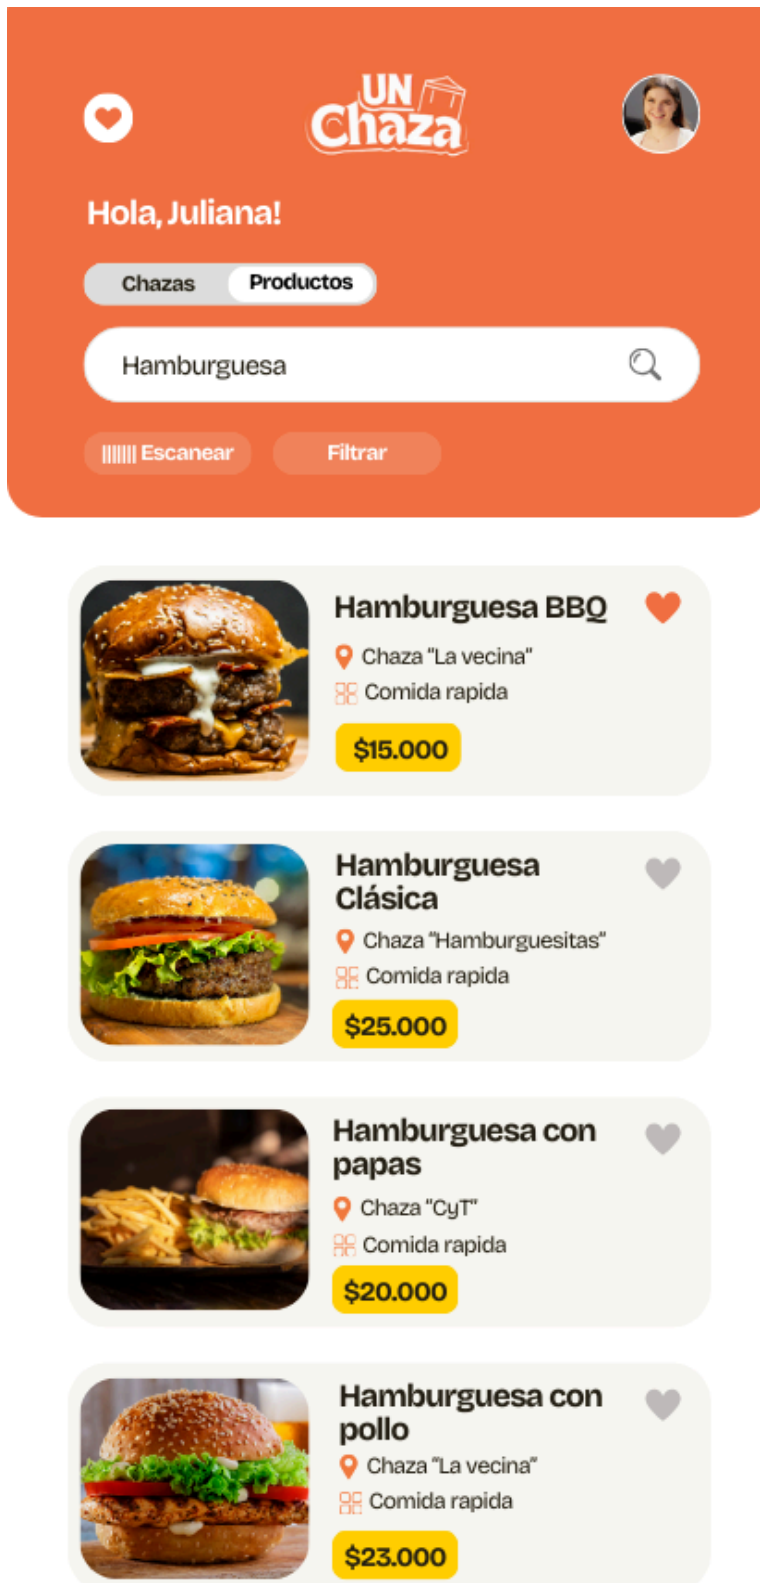 UN
Chaza
Hola, Juliana!
Chazas
Productos
Hamburguesa
Escanear
Filtrar
Hamburguesa BBQ
Chaza "La vecina"
Comida rapida
$15.000
Hamburguesa
Clásica
Chaza "Hamburguesitas"
Comida rapida
$25.000
Hamburguesa con
papas
Chaza "CyT"
Comida rapida
$20.000
Hamburguesa con
pollo
Chaza "La vecina"
Comida rapida
$23.000